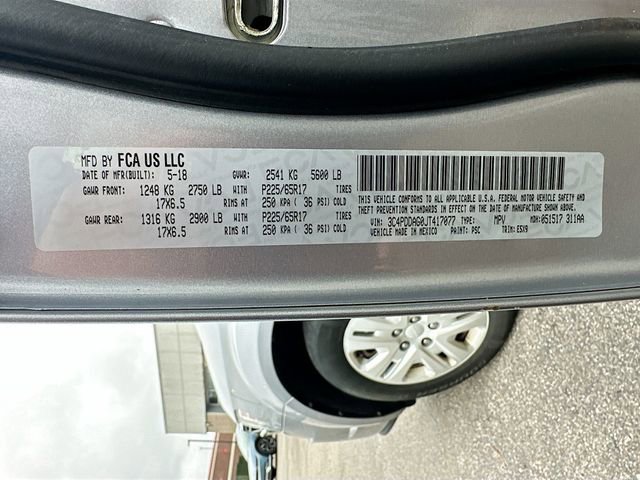 MFD BY FCA US LLC
DATE OF MFR(BUILT): 5-18 GVWR: 2541 KG 5600 LB
GAWR FRONT: 1248 KG 2750 LB WITH P225/65R17 TIRES
17X6.5 RIMS AT 250 KPA ( 36 PSI) COLD
GAWR REAR: 1316 KG 2900 LB WITH P225/65R17 TIRES
17X6.5 RIMS AT 250 KPA ( 36 PSI) COLD
THIS VEHICLE CONFORMS TO ALL APPLICABLE U.S.A. FEDERAL MOTOR VEHICLE SAFETY AND
THEFT PREVENTION STANDARDS IN EFFECT ON THE DATE OF MANUFACTURE SHOWN ABOVE.
VIN: 3C4PDDAG0JT417077 TYPE: MPV MDH: 051517 311AA
VEHICLE MADE IN MEXICO PAINT: PSC TRIM: E5X9